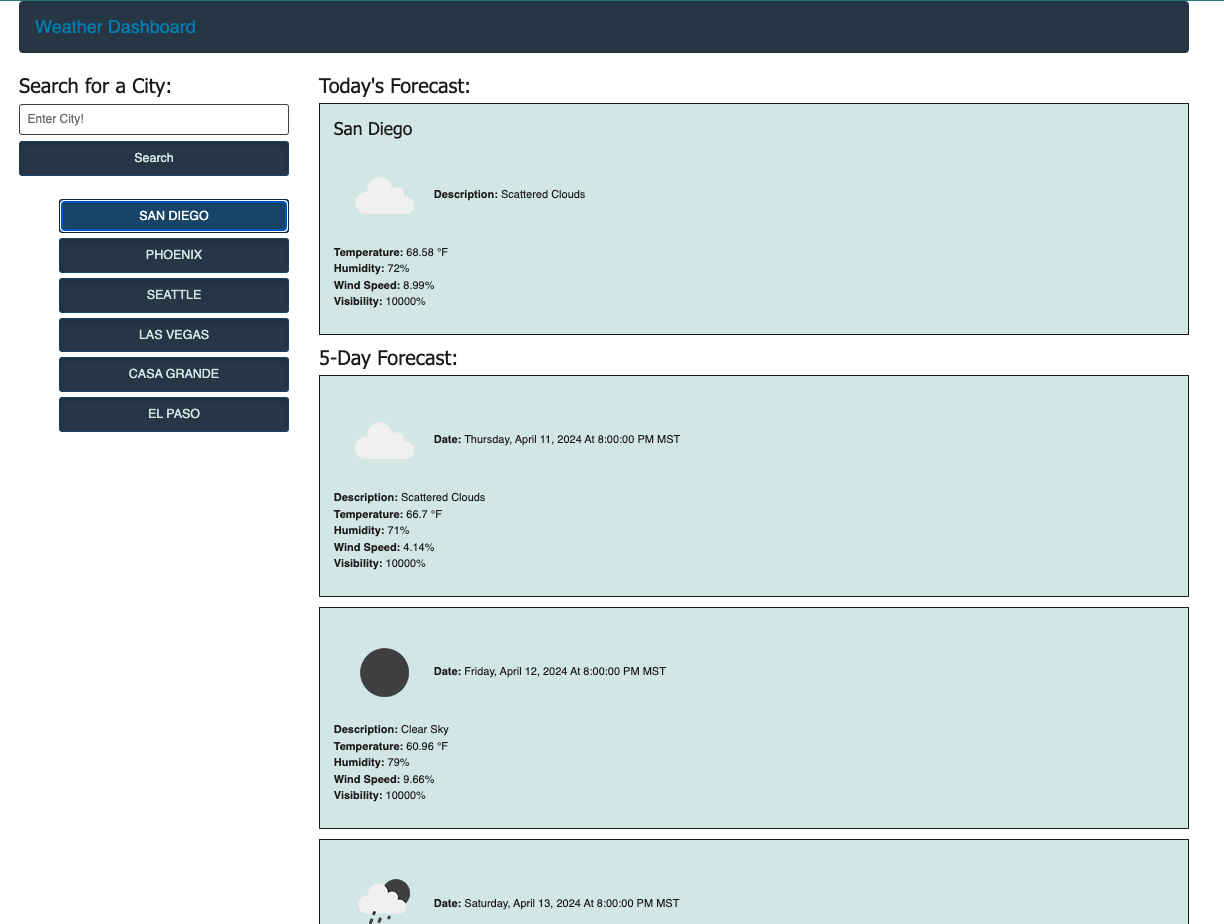 Weather Dashboard
Search for a City:
Enter City!
Search
SAN DIEGO
PHOENIX
SEATTLE
LAS VEGAS
CASA GRANDE
EL PASO
Today's Forecast:
San Diego
Description: Scattered Clouds
Temperature: 68.58 °F
Humidity: 72%
Wind Speed: 8.99%
Visibility: 10000%
5-Day Forecast:
Date: Thursday, April 11, 2024 At 8:00:00 PM MST
Description: Scattered Clouds
Temperature: 66.7 °F
Humidity: 71%
Wind Speed: 4.14%
Visibility: 10000%
Date: Friday, April 12, 2024 At 8:00:00 PM MST
Description: Clear Sky
Temperature: 60.96 °F
Humidity: 79%
Wind Speed: 9.66%
Visibility: 10000%
Date: Saturday, April 13, 2024 At 8:00:00 PM MST